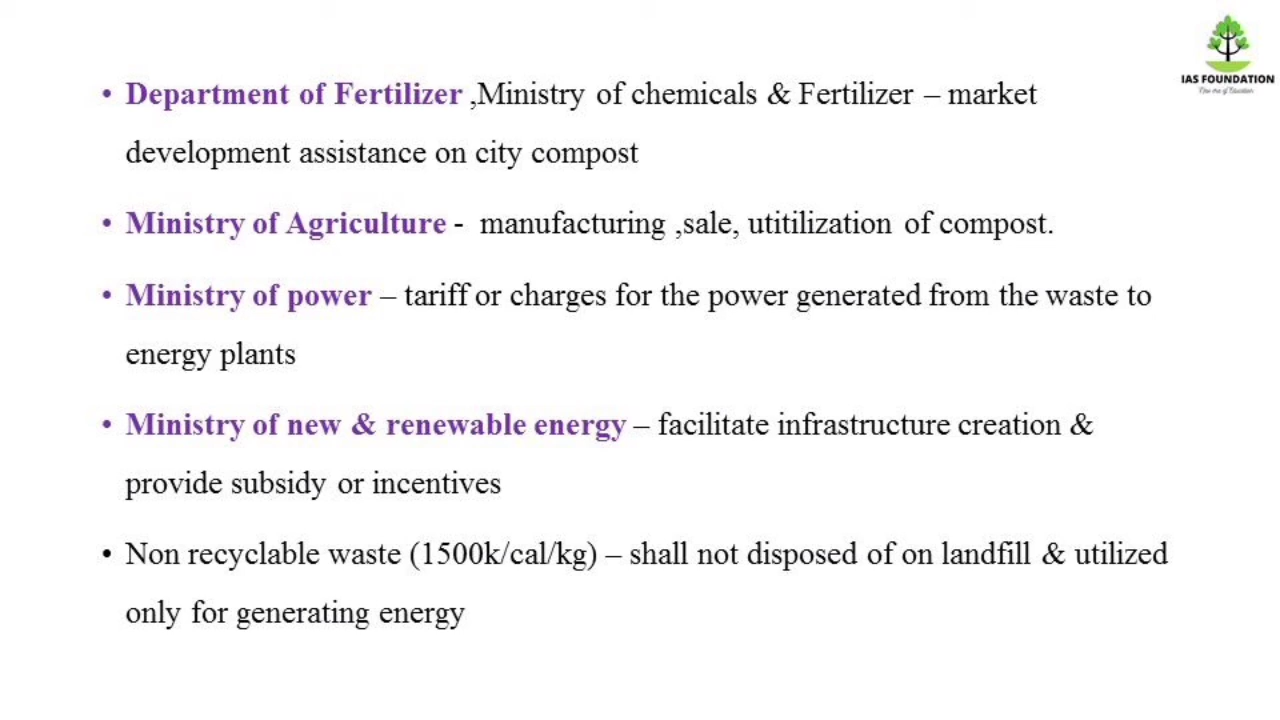 IAS FOUNDATION
• Department of Fertilizer ,Ministry of chemicals & Fertilizer – market
development assistance on city compost
• Ministry of Agriculture - manufacturing ,sale, utitilization of compost.
• Ministry of power – tariff or charges for the power generated from the waste to
energy plants
• Ministry of new & renewable energy – facilitate infrastructure creation &
provide subsidy or incentives
• Non recyclable waste (1500k/cal/kg) – shall not disposed of on landfill & utilized
only for generating energy